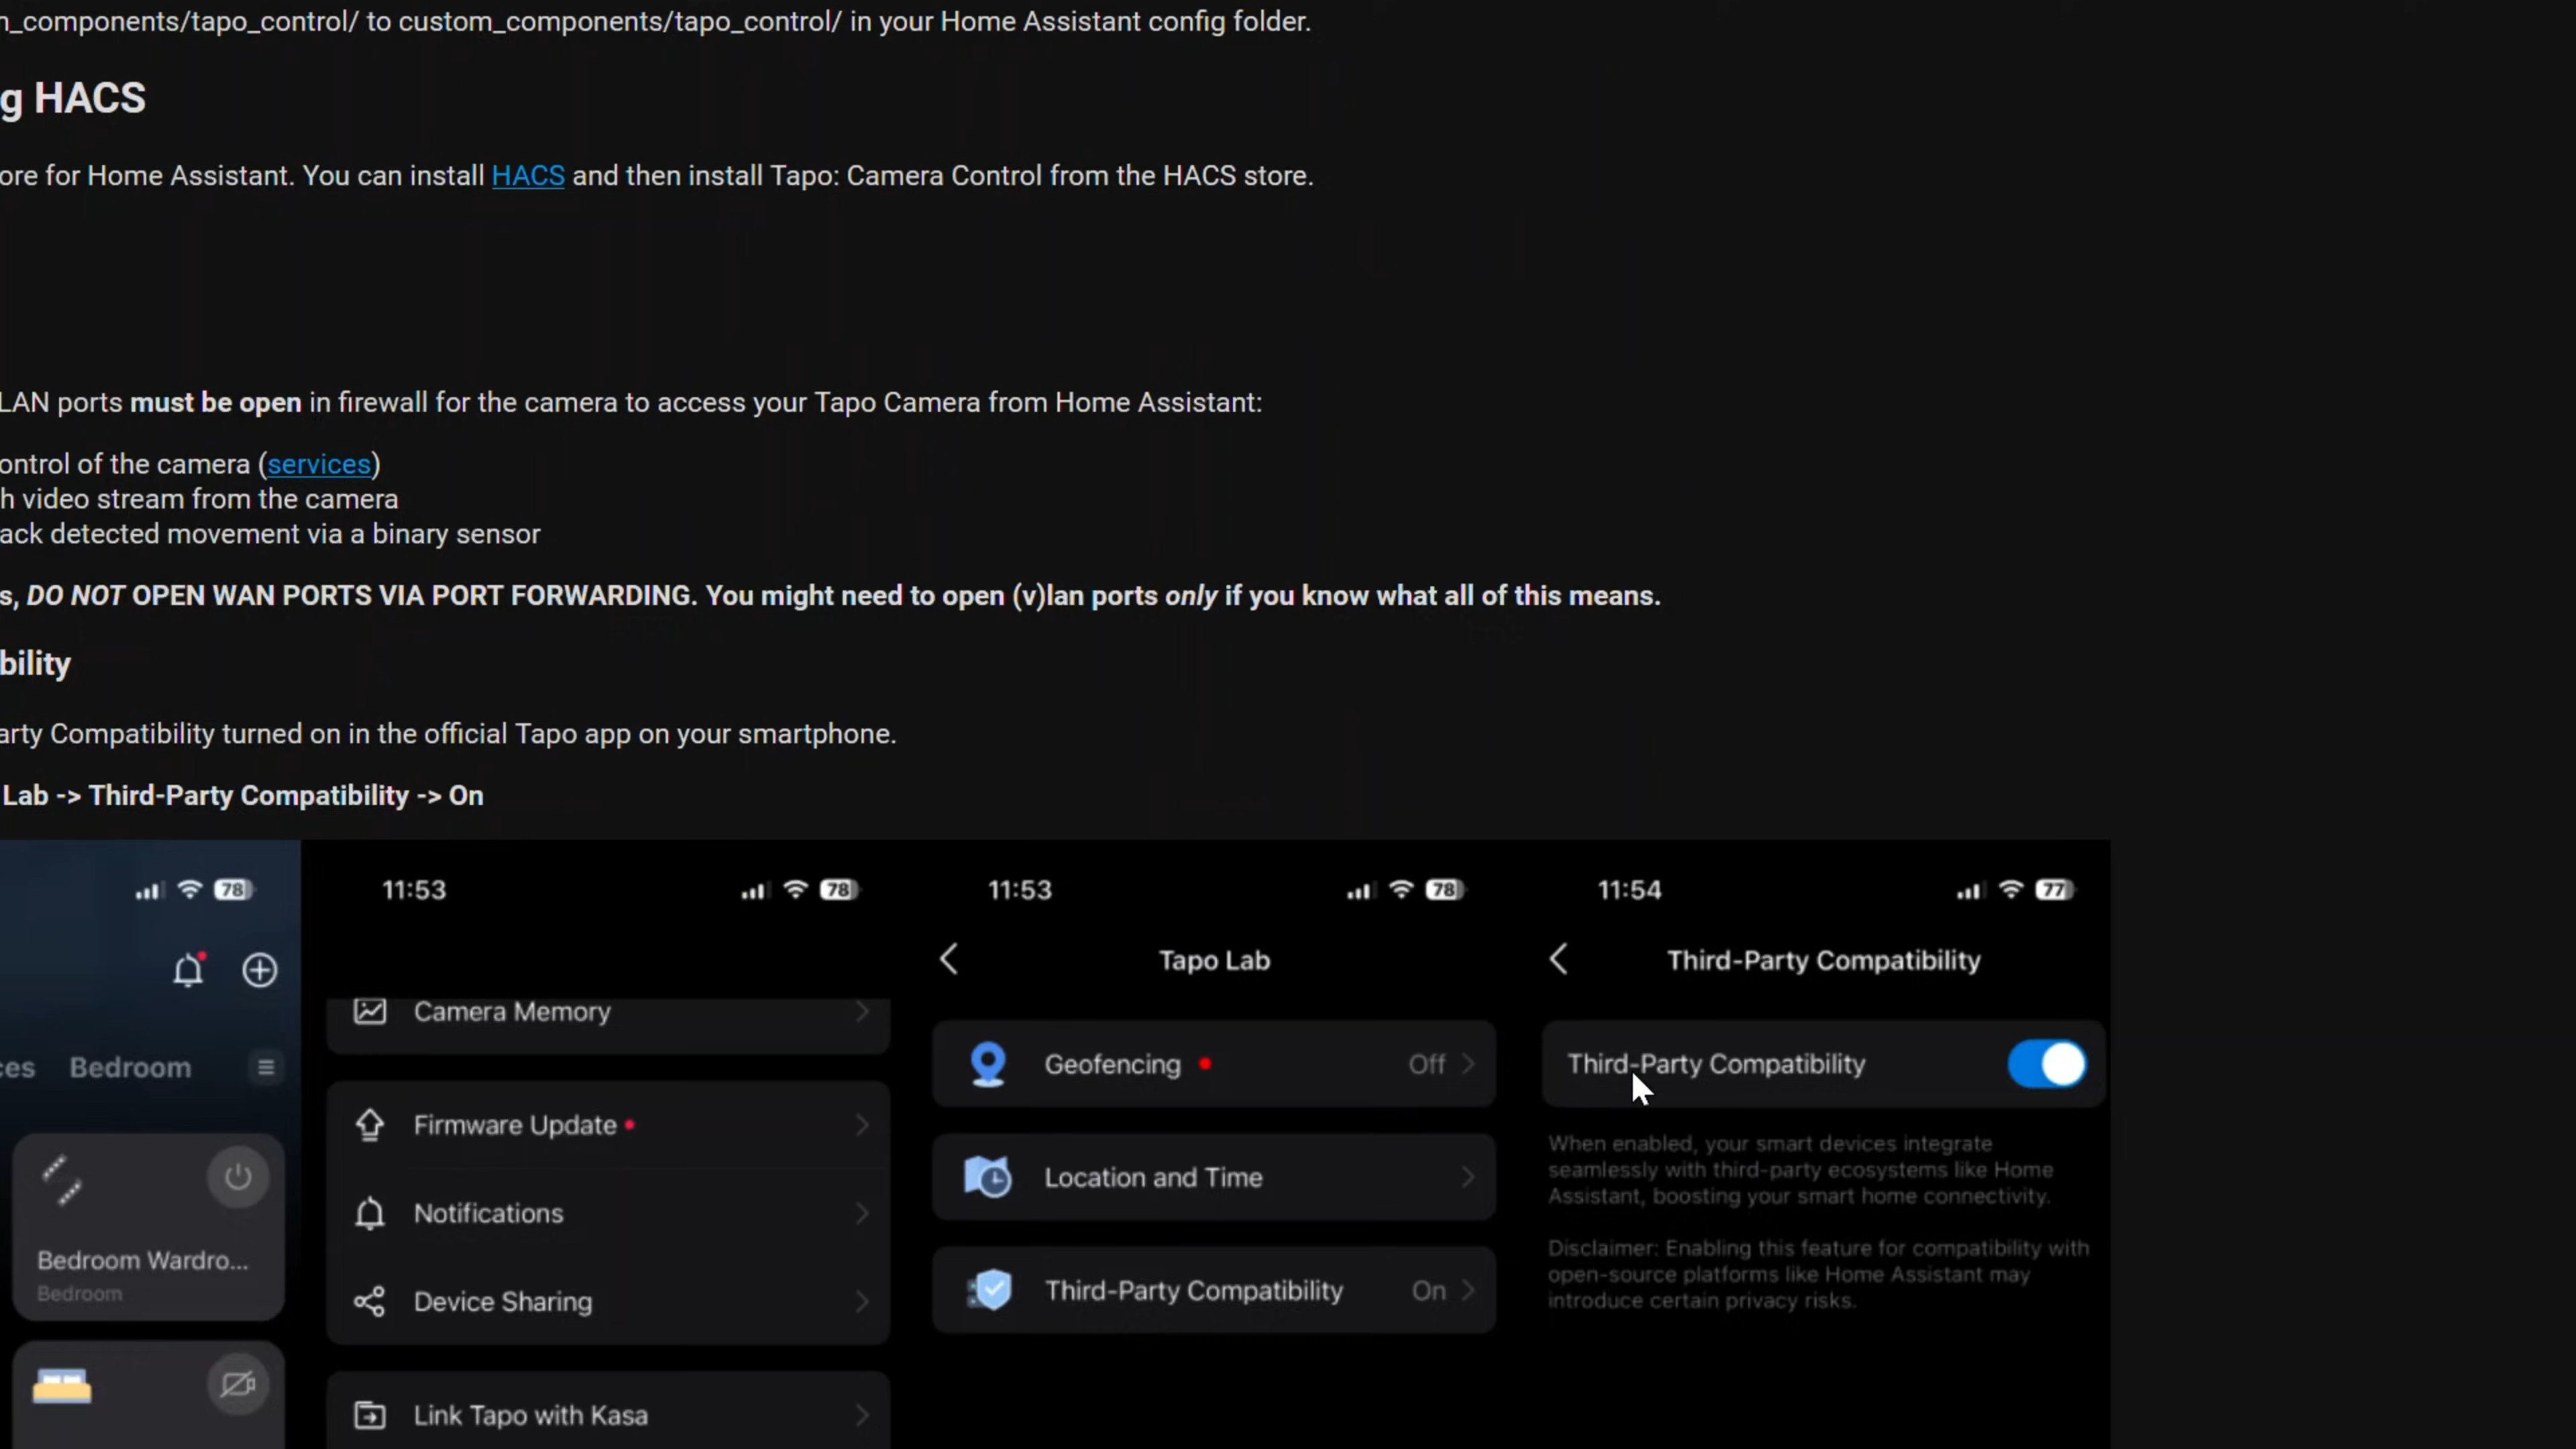 n_components/tapo_control/ to custom_components/tapo_control/ in your Home Assistant config folder.
g HACS
ore for Home Assistant. You can install HACS and then install Tapo: Camera Control from the HACS store.
LAN ports must be open in firewall for the camera to access your Tapo Camera from Home Assistant:
ontrol of the camera (services)
h video stream from the camera
ack detected movement via a binary sensor
s, DO NOT OPEN WAN PORTS VIA PORT FORWARDING. You might need to open (v)lan ports only if you know what all of this means.
bility
arty Compatibility turned on in the official Tapo app on your smartphone.
Lab -> Third-Party Compatibility -> On
78
ces Bedroom
Bedroom Wardro...
Bedroom
11:53 78
Camera Memory
Firmware Update
Notifications
Device Sharing
Link Tapo with Kasa
11:53 78
Tapo Lab
Geofencing Off
Location and Time
Third-Party Compatibility On
11:54 77
Third-Party Compatibility
Third-Party Compatibility
When enabled, your smart devices integrate
seamlessly with third-party ecosystems like Home
Assistant, boosting your smart home connectivity.
Disclaimer: Enabling this feature for compatibility with
open-source platforms like Home Assistant may
introduce certain privacy risks.